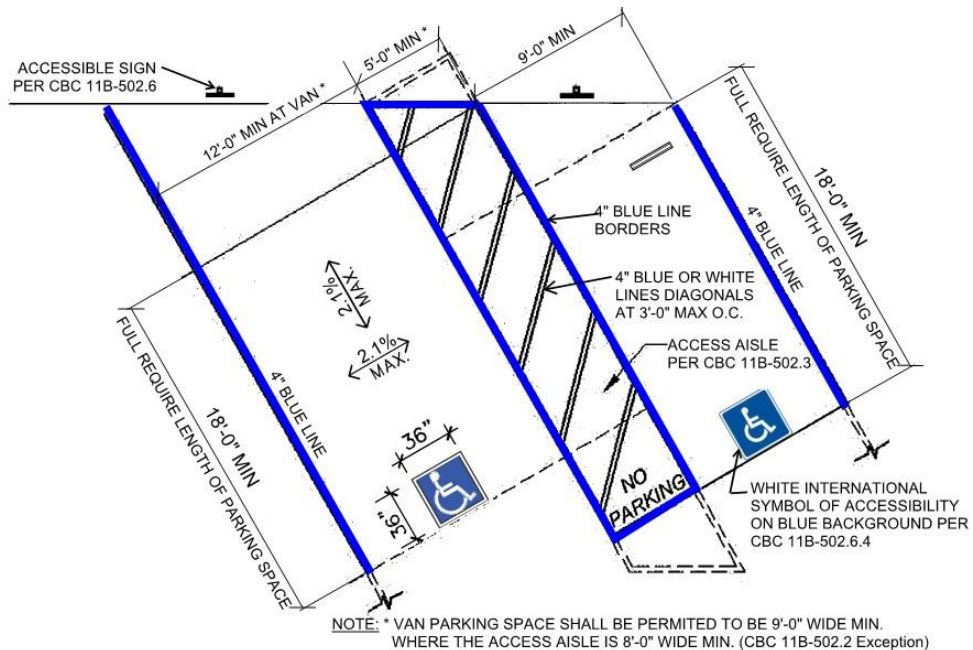 ACCESSIBLE SIGN
PER CBC 11B-502.6
12'-0" MIN AT VAN *
5'-0" MIN *
9'-0" MIN
FULL REQUIRE LENGTH OF PARKING SPACE
18'-0" MIN
4" BLUE LINE
4" BLUE LINE
BORDERS
4" BLUE OR WHITE
LINES DIAGONALS
AT 3'-0" MAX O.C.
ACCESS AISLE
PER CBC 11B-502.3
2.1%
MAX.
2.1%
MAX.
FULL REQUIRE LENGTH OF PARKING SPACE
18'-0" MIN
4" BLUE LINE
36"
36"
NO
PARKING
WHITE INTERNATIONAL
SYMBOL OF ACCESSIBILITY
ON BLUE BACKGROUND PER
CBC 11B-502.6.4
NOTE: * VAN PARKING SPACE SHALL BE PERMITED TO BE 9'-0" WIDE MIN.
WHERE THE ACCESS AISLE IS 8'-0" WIDE MIN. (CBC 11B-502.2 Exception)